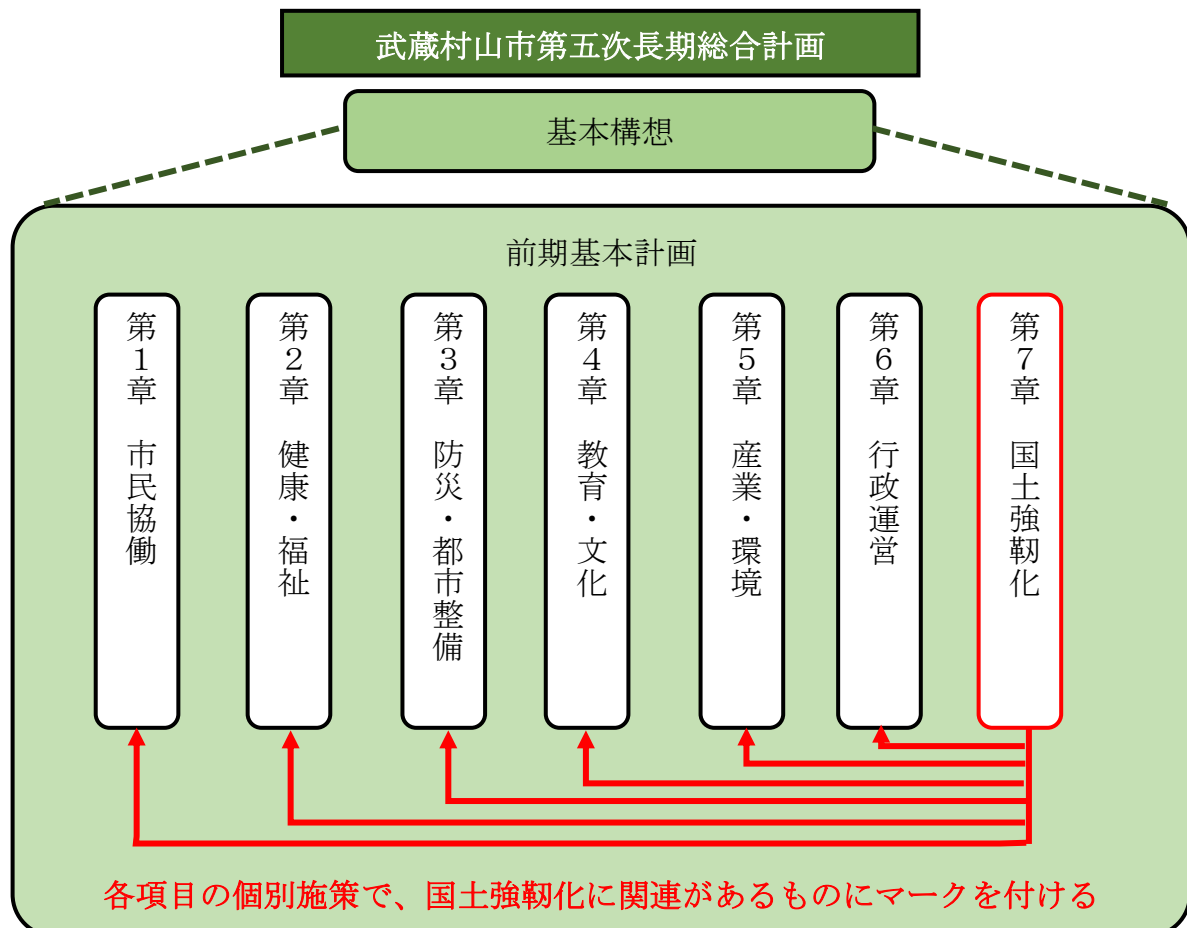 武蔵村山市第五次長期総合計画
基本構想
前期基本計画
第１章　市民協働
第２章　健康・福祉
第３章　防災・都市整備
第４章　教育・文化
第５章　産業・環境
第６章　行政運営
第７章　国土強靭化
各項目の個別施策で、国土強靭化に関連があるものにマークを付ける